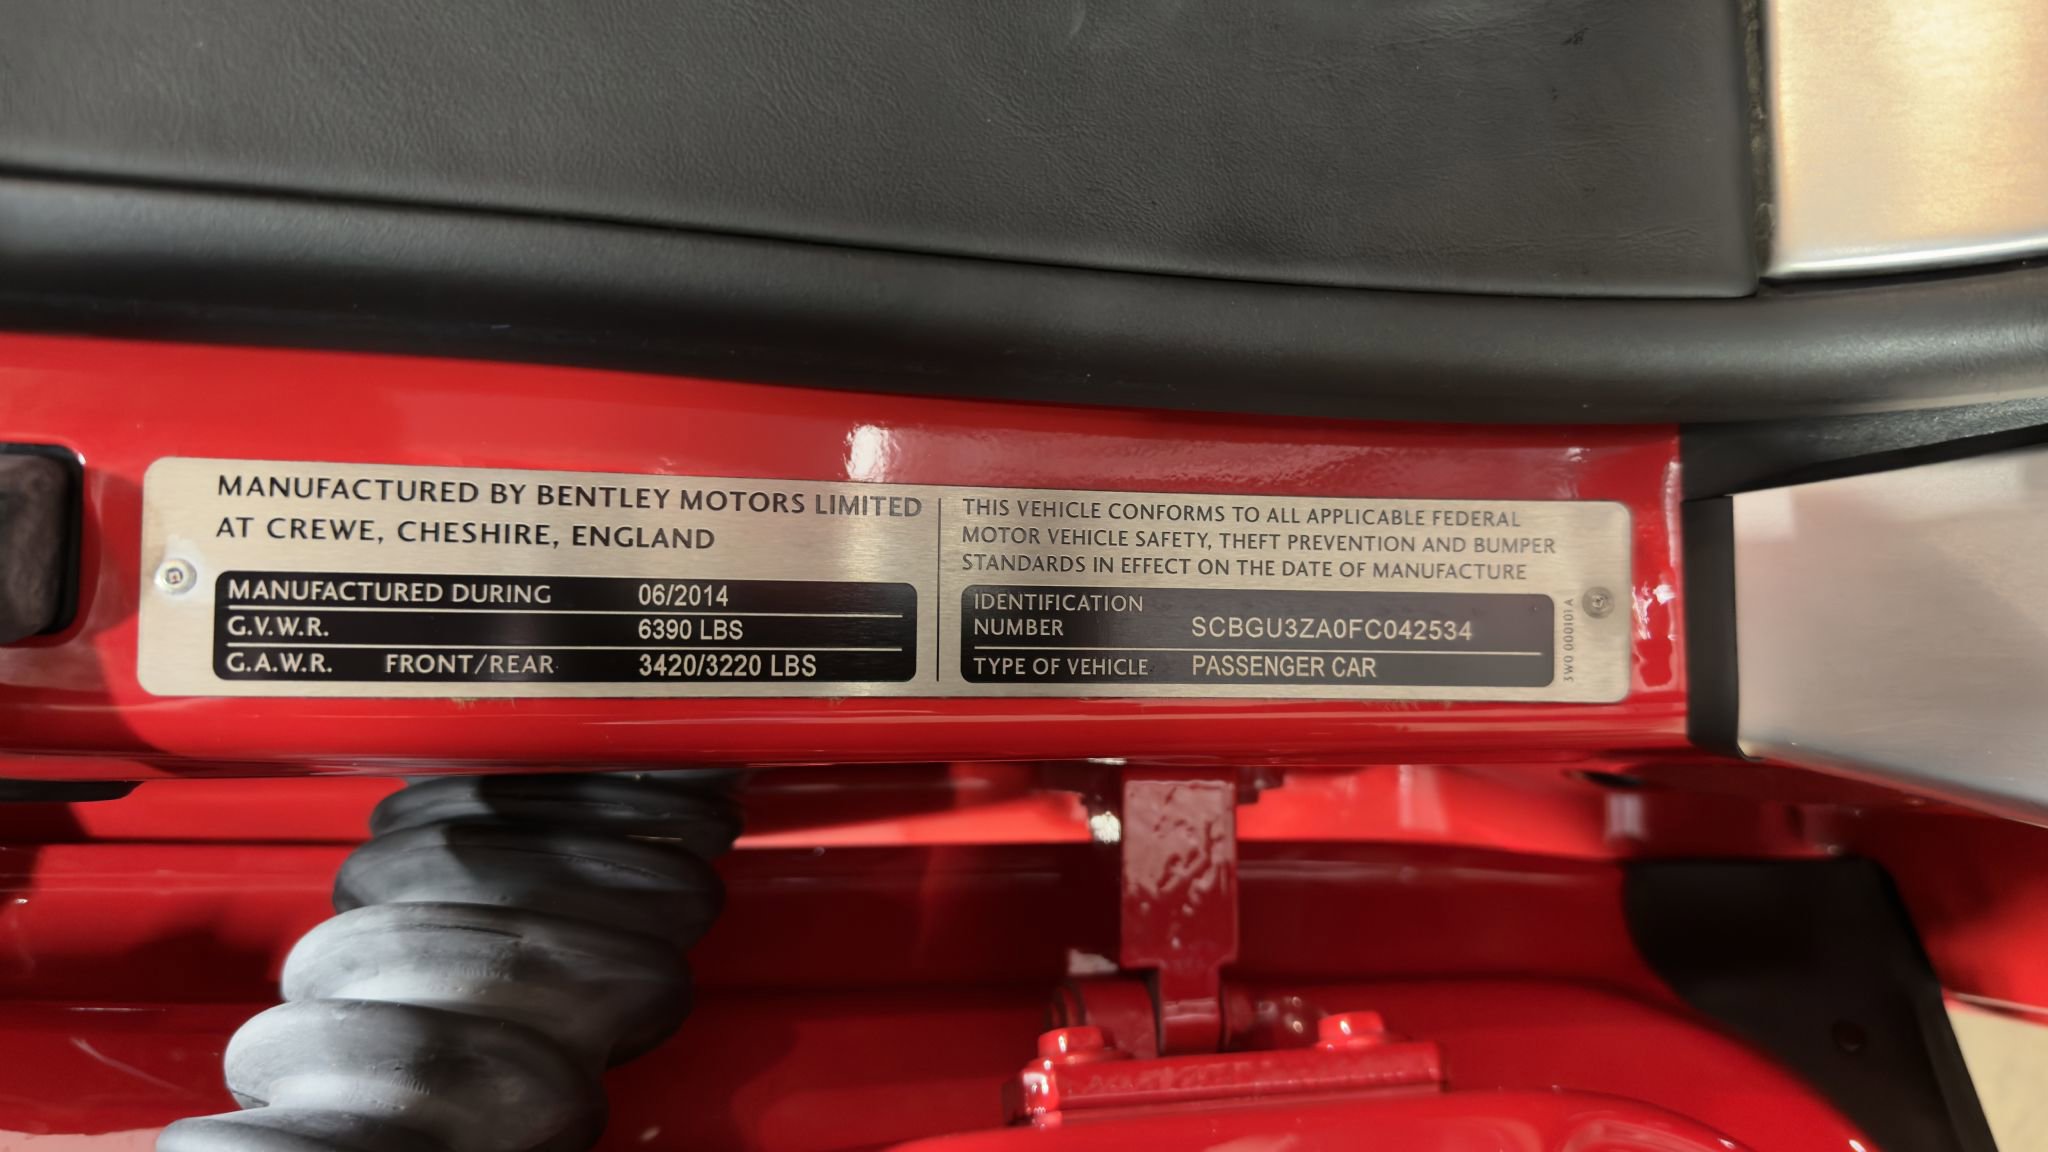 MANUFACTURED BY BENTLEY MOTORS LIMITED
AT CREWE, CHESHIRE, ENGLAND
MANUFACTURED DURING 06/2014
G.V.W.R. 6390 LBS
G.A.W.R. FRONT/REAR 3420/3220 LBS
THIS VEHICLE CONFORMS TO ALL APPLICABLE FEDERAL
MOTOR VEHICLE SAFETY, THEFT PREVENTION AND BUMPER
STANDARDS IN EFFECT ON THE DATE OF MANUFACTURE
IDENTIFICATION
NUMBER SCBGU3ZA0FC042534
TYPE OF VEHICLE PASSENGER CAR
3W0 000101 A